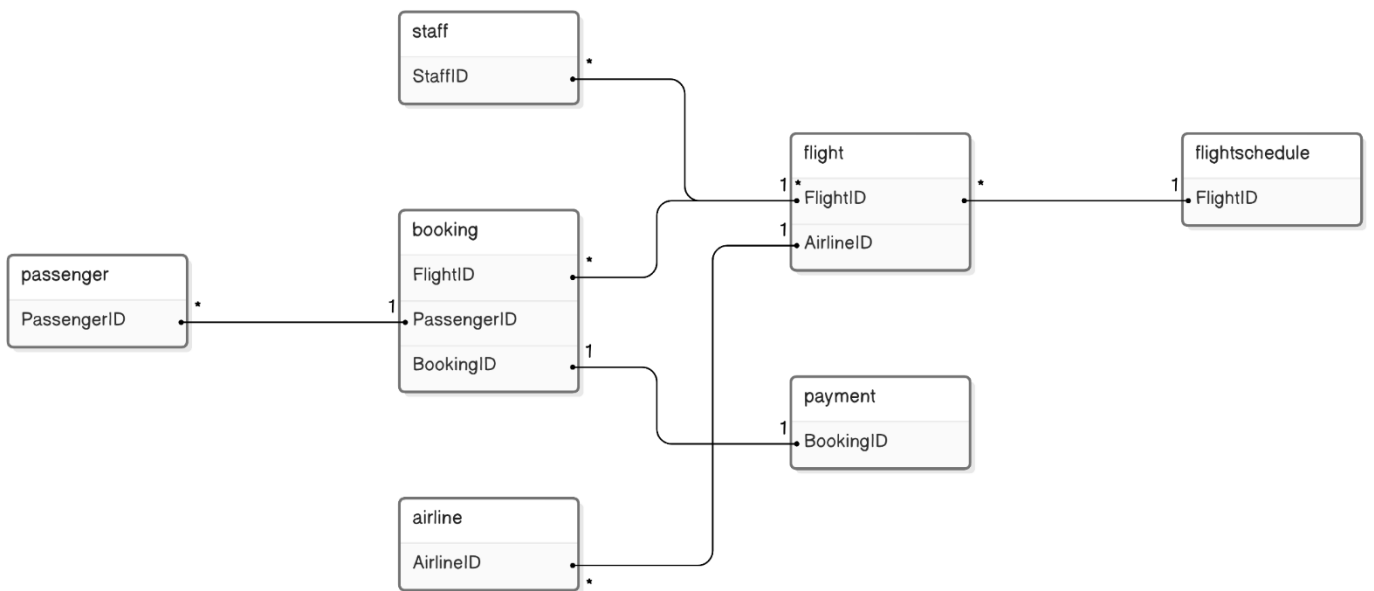 staff
StaffID
*
booking
FlightID
*
PassengerID
BookingID
1
passenger
PassengerID
*
1
airline
AirlineID
*
flight
1 *
FlightID
*
1
AirlineID
payment
1
BookingID
flightschedule
1
FlightID